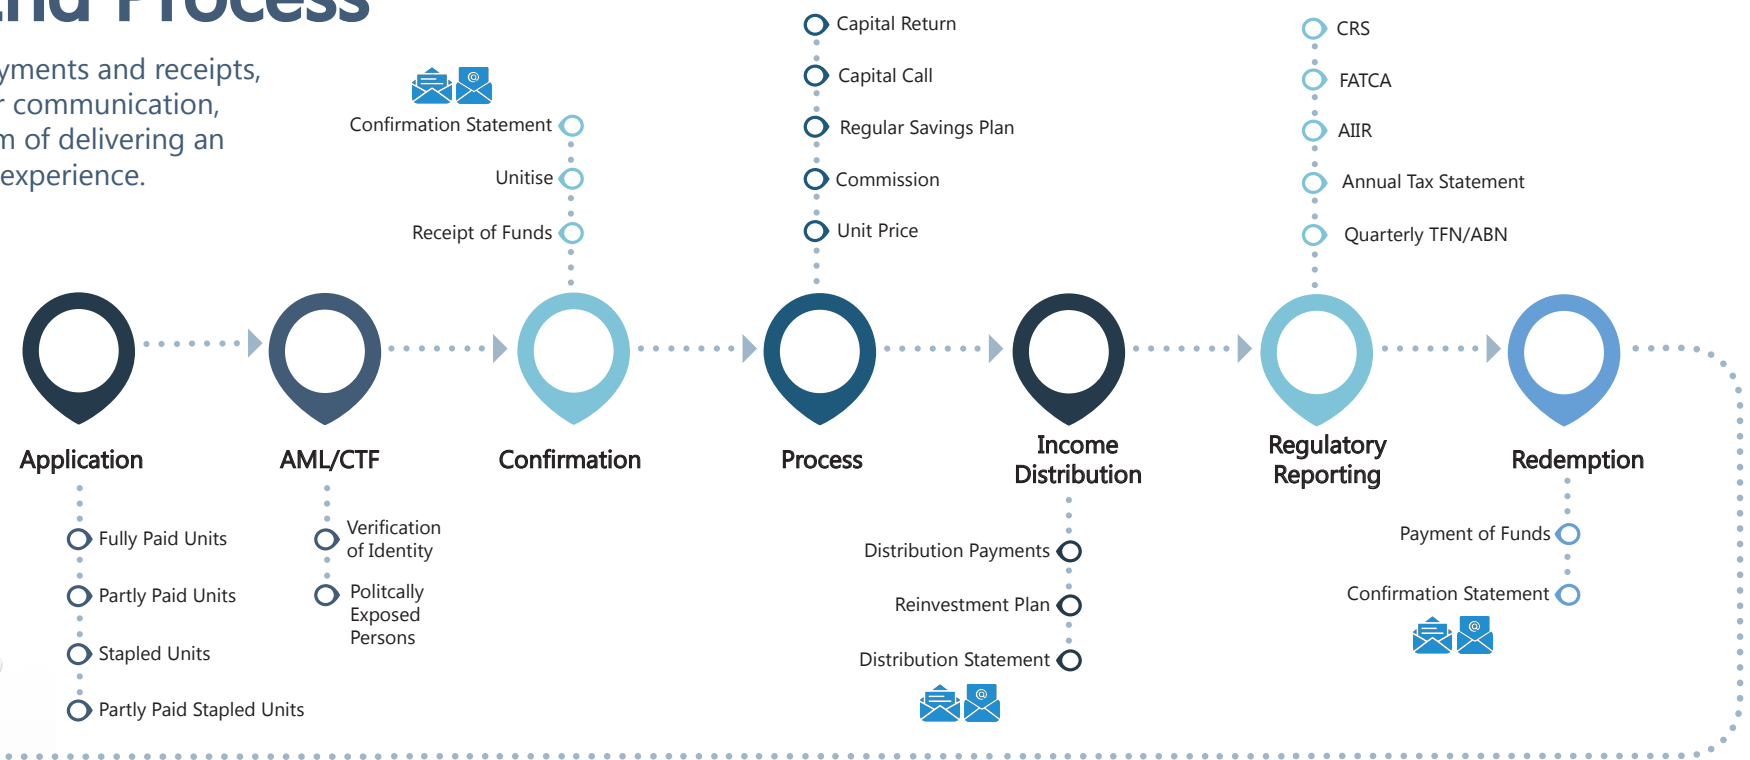 Process
and receipts,
communication,
of delivering an
experience.
Confirmation Statement
Unitise
Receipt of Funds
Capital Return
Capital Call
Regular Savings Plan
Commission
Unit Price
CRS
FATCA
AIIR
Annual Tax Statement
Quarterly TFN/ABN
Application
AML/CTF
Confirmation
Process
Income
Distribution
Regulatory
Reporting
Redemption
Fully Paid Units
Partly Paid Units
Stapled Units
Partly Paid Stapled Units
Verification
of Identity
Politcally
Exposed
Persons
Distribution Payments
Reinvestment Plan
Distribution Statement
@
Payment of Funds
Confirmation Statement
@
@